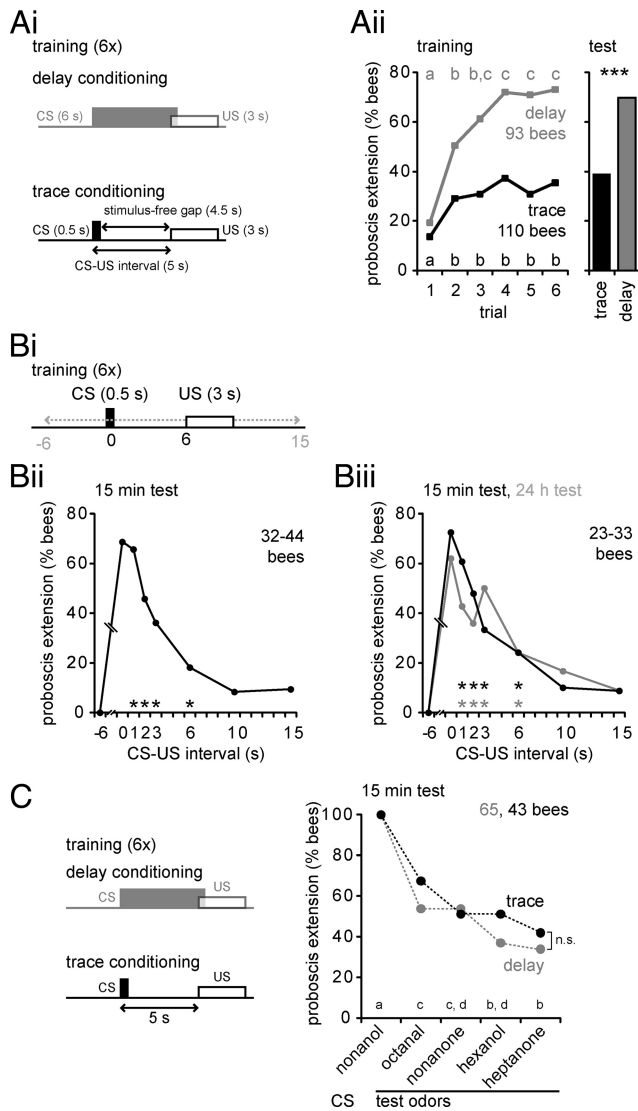 Ai
training (6x)
delay conditioning
CS (6 s)
US (3 s)
trace conditioning
stimulus-free gap (4.5 s)
CS (0.5 s)
US (3 s)
CS-US interval (5 s)
Aii
training
test
proboscis extension (% bees)
80
60
40
20
0
a b b,c c c c
delay
93 bees
trace
110 bees
a b b b b b
1 2 3 4 5 6
trial
***
trace
delay
Bi
training (6x)
CS (0.5 s)
US (3 s)
-6
0
6
15
Bii
15 min test
proboscis extension (% bees)
80
60
40
20
0
32-44
bees
*** *
-6 0 1 2 3 6 10 15
CS-US interval (s)
Biii
15 min test, 24 h test
proboscis extension (% bees)
80
60
40
20
0
23-33
bees
*** *
*** *
-6 0 1 2 3 6 10 15
CS-US interval (s)
C
training (6x)
delay conditioning
CS
US
trace conditioning
CS
US
5 s
15 min test
65, 43 bees
proboscis extension (% bees)
100
80
60
40
20
0
trace
n.s.
delay
a c c, d b, d b
nonanol
octanal
nonanone
hexanol
heptanone
CS test odors